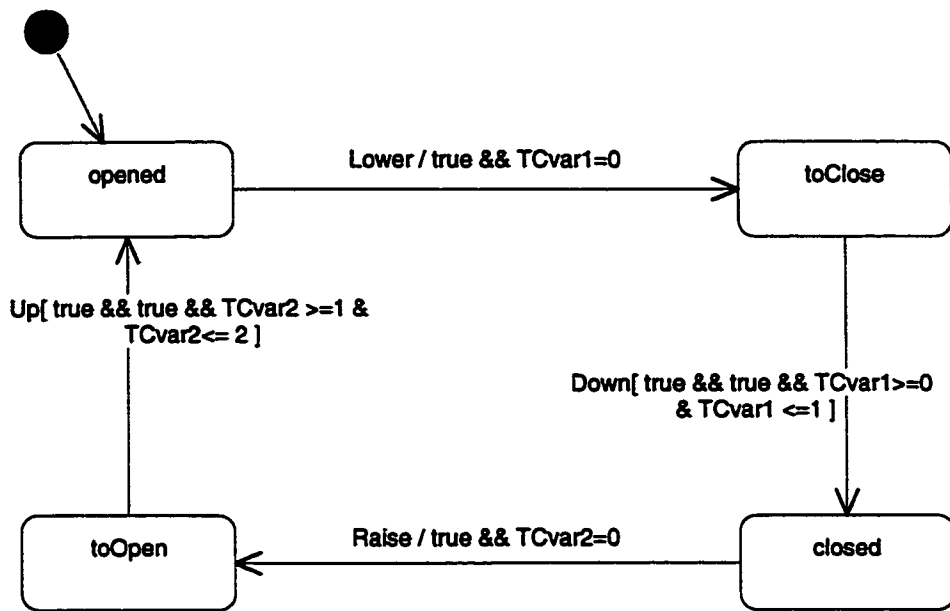 opened
Lower / true && TCvar1=0
toClose
Up[ true && true && TCvar2 >=1 &
TCvar2<= 2 ]
Down[ true && true && TCvar1>=0
& TCvar1 <=1 ]
toOpen
Raise / true && TCvar2=0
closed